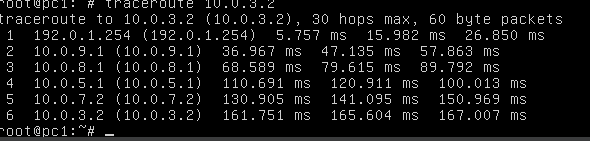 root@pc1: # traceroute 10.0.3.2
traceroute to 10.0.3.2 (10.0.3.2), 30 hops max, 60 byte packets
1 192.0.1.254 (192.0.1.254) 5.757 ms 15.982 ms 26.850 ms
2 10.0.9.1 (10.0.9.1) 36.967 ms 47.135 ms 57.863 ms
3 10.0.8.1 (10.0.8.1) 68.589 ms 79.615 ms 89.792 ms
4 10.0.5.1 (10.0.5.1) 110.691 ms 120.911 ms 100.013 ms
5 10.0.7.2 (10.0.7.2) 130.905 ms 141.095 ms 150.969 ms
6 10.0.3.2 (10.0.3.2) 161.751 ms 165.604 ms 167.007 ms
root@pc1:~# _